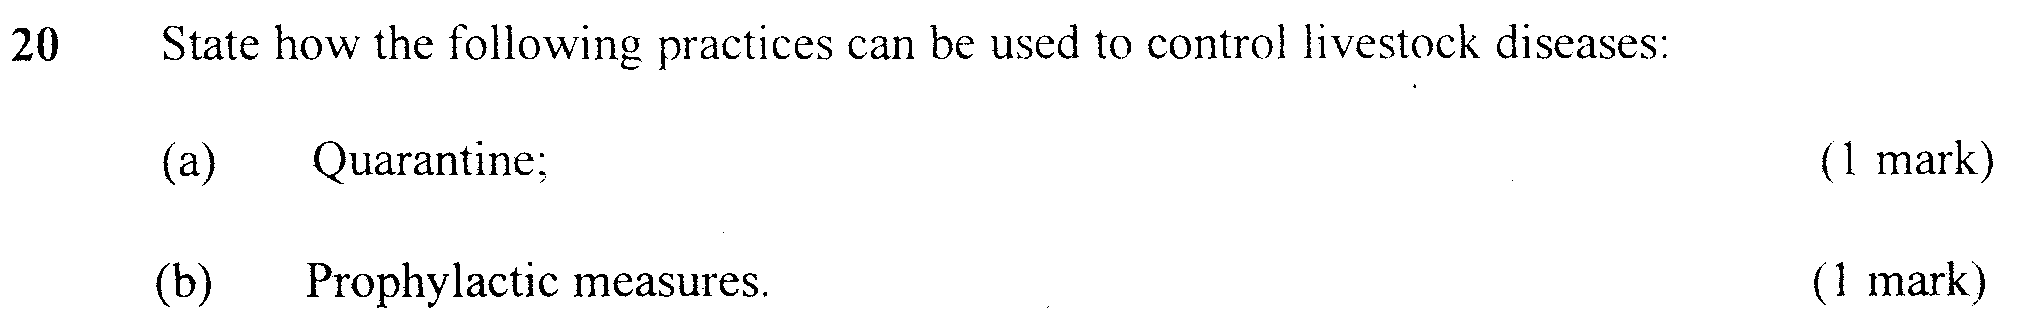 20 State how the following practices can be used to control livestock diseases:
(a) Quarantine; (1 mark)
(b) Prophylactic measures. (1 mark)